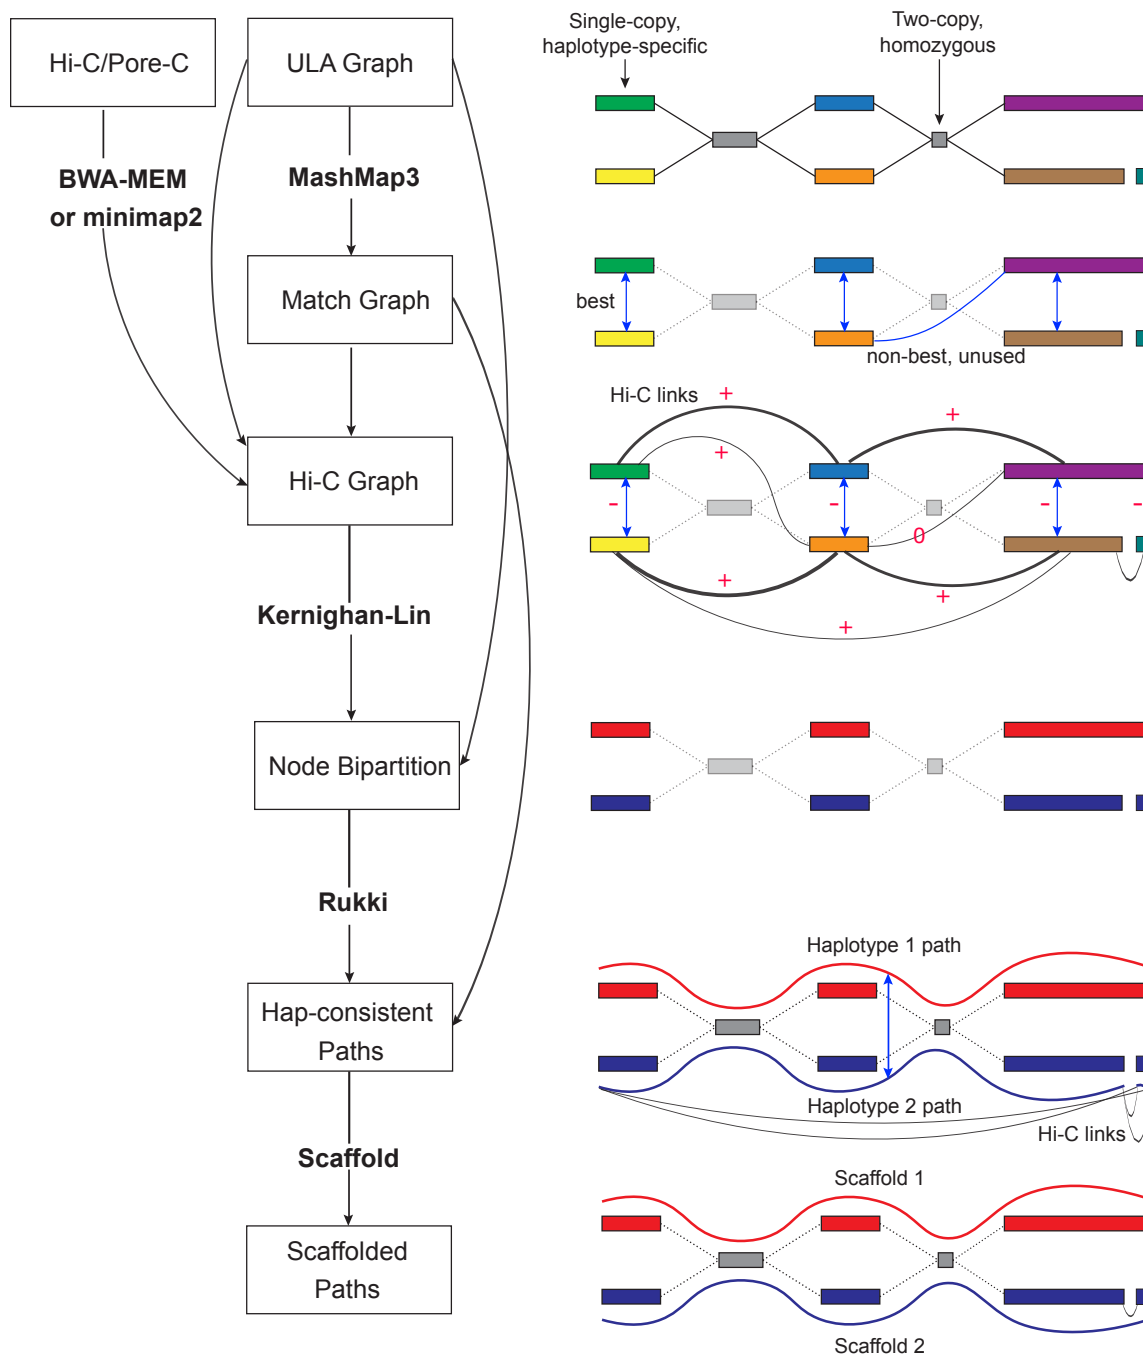 Hi-C/Pore-C
ULA Graph
BWA-MEM
or minimap2
MashMap3
Match Graph
Hi-C Graph
Kernighan-Lin
Node Bipartition
Rukki
Hap-consistent
Paths
Scaffold
Scaffolded
Paths
Single-copy,
haplotype-specific
Two-copy,
homozygous
best
non-best, unused
Hi-C links
+
+
+
-
-
-
-
0
+
+
+
Haplotype 1 path
Haplotype 2 path
Hi-C links
Scaffold 1
Scaffold 2